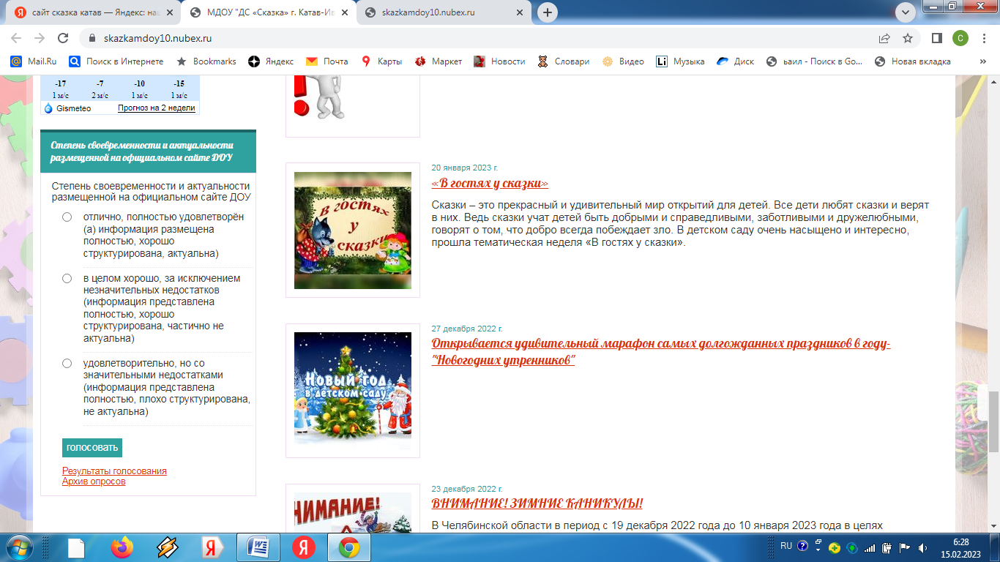 сайт сказка катав — Яндекс: на
МДОУ "ДС «Сказка» г. Катав-Ив
skazkamdoy10.nubex.ru
skazkamdoy10.nubex.ru
С
Mail.Ru
Поиск в Интернете
Bookmarks
Яндекс
Почта
Карты
Маркет
Новости
Словари
Видео
Музыка
Диск
ьаил - Поиск в Go...
Новая вкладка
»
-17 -7 -10 -15
1 м/с 2 м/с 1 м/с 1 м/с
Gismeteo Прогноз на 2 недели
Степень своевременности и актуальности
размещенной на официальном сайте ДОУ
Степень своевременности и актуальности
размещенной на официальном сайте ДОУ
отлично, полностью удовлетворён
(а) информация размещена
полностью, хорошо
структурирована, актуальна)
в целом хорошо, за исключением
незначительных недостатков
(информация представлена
полностью, хорошо
структурирована, частично не
актуальна)
удовлетворительно, но со
значительными недостатками
(информация представлена
полностью, плохо структурирована,
не актуальна)
голосовать
Результаты голосования
Архив опросов
20 января 2023 г.
«В гостях у сказки»
Сказки – это прекрасный и удивительный мир открытий для детей. Все дети любят сказки и верят
в них. Ведь сказки учат детей быть добрыми и справедливыми, заботливыми и дружелюбными,
говорят о том, что добро всегда побеждает зло. В детском саду очень насыщено и интересно,
прошла тематическая неделя «В гостях у сказки».
в гостях
у
сказки
27 декабря 2022 г.
Открывается удивительный марафон самых долгожданных праздников в году-
"Новогодних утренников"
Новый год
в детском саду
23 декабря 2022 г.
ВНИМАНИЕ! ЗИМНИЕ КАНИКУЛЫ!
В Челябинской области в период с 19 декабря 2022 года до 10 января 2023 года в целях
НИМАНИЕ!
RU
6:28
15.02.2023